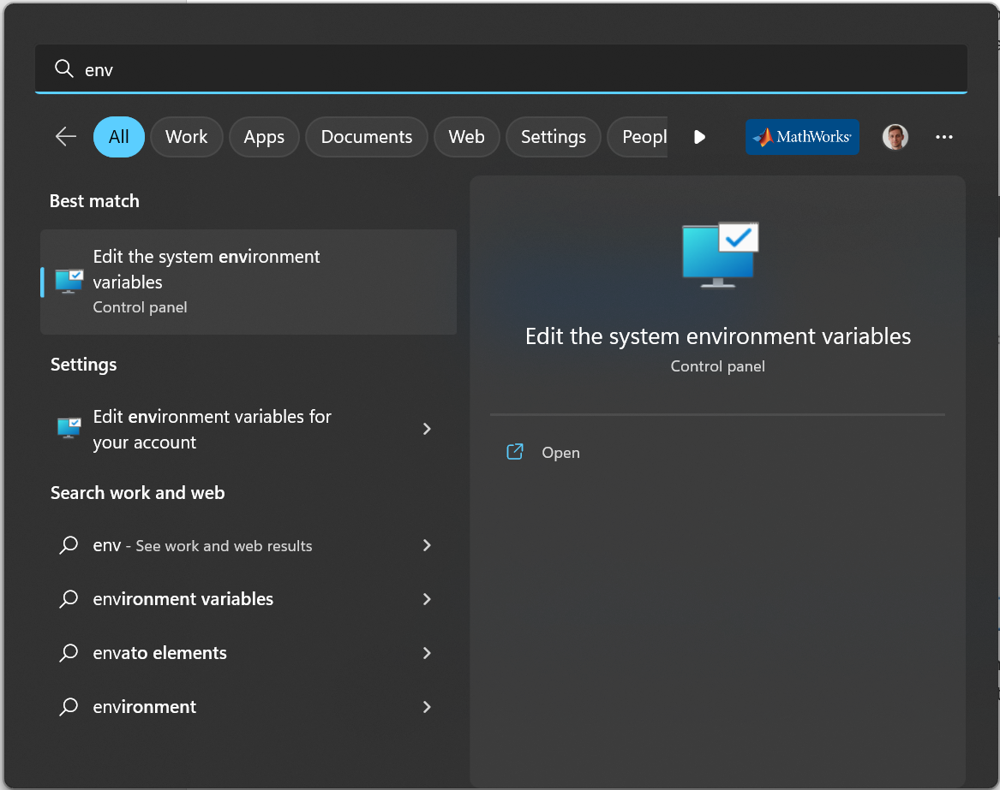 env
All
Work
Apps
Documents
Web
Settings
Peopl
MathWorks
Best match
Edit the system environment
variables
Control panel
Settings
Edit environment variables for
your account
Search work and web
env - See work and web results
environment variables
envato elements
environment
Edit the system environment variables
Control panel
Open